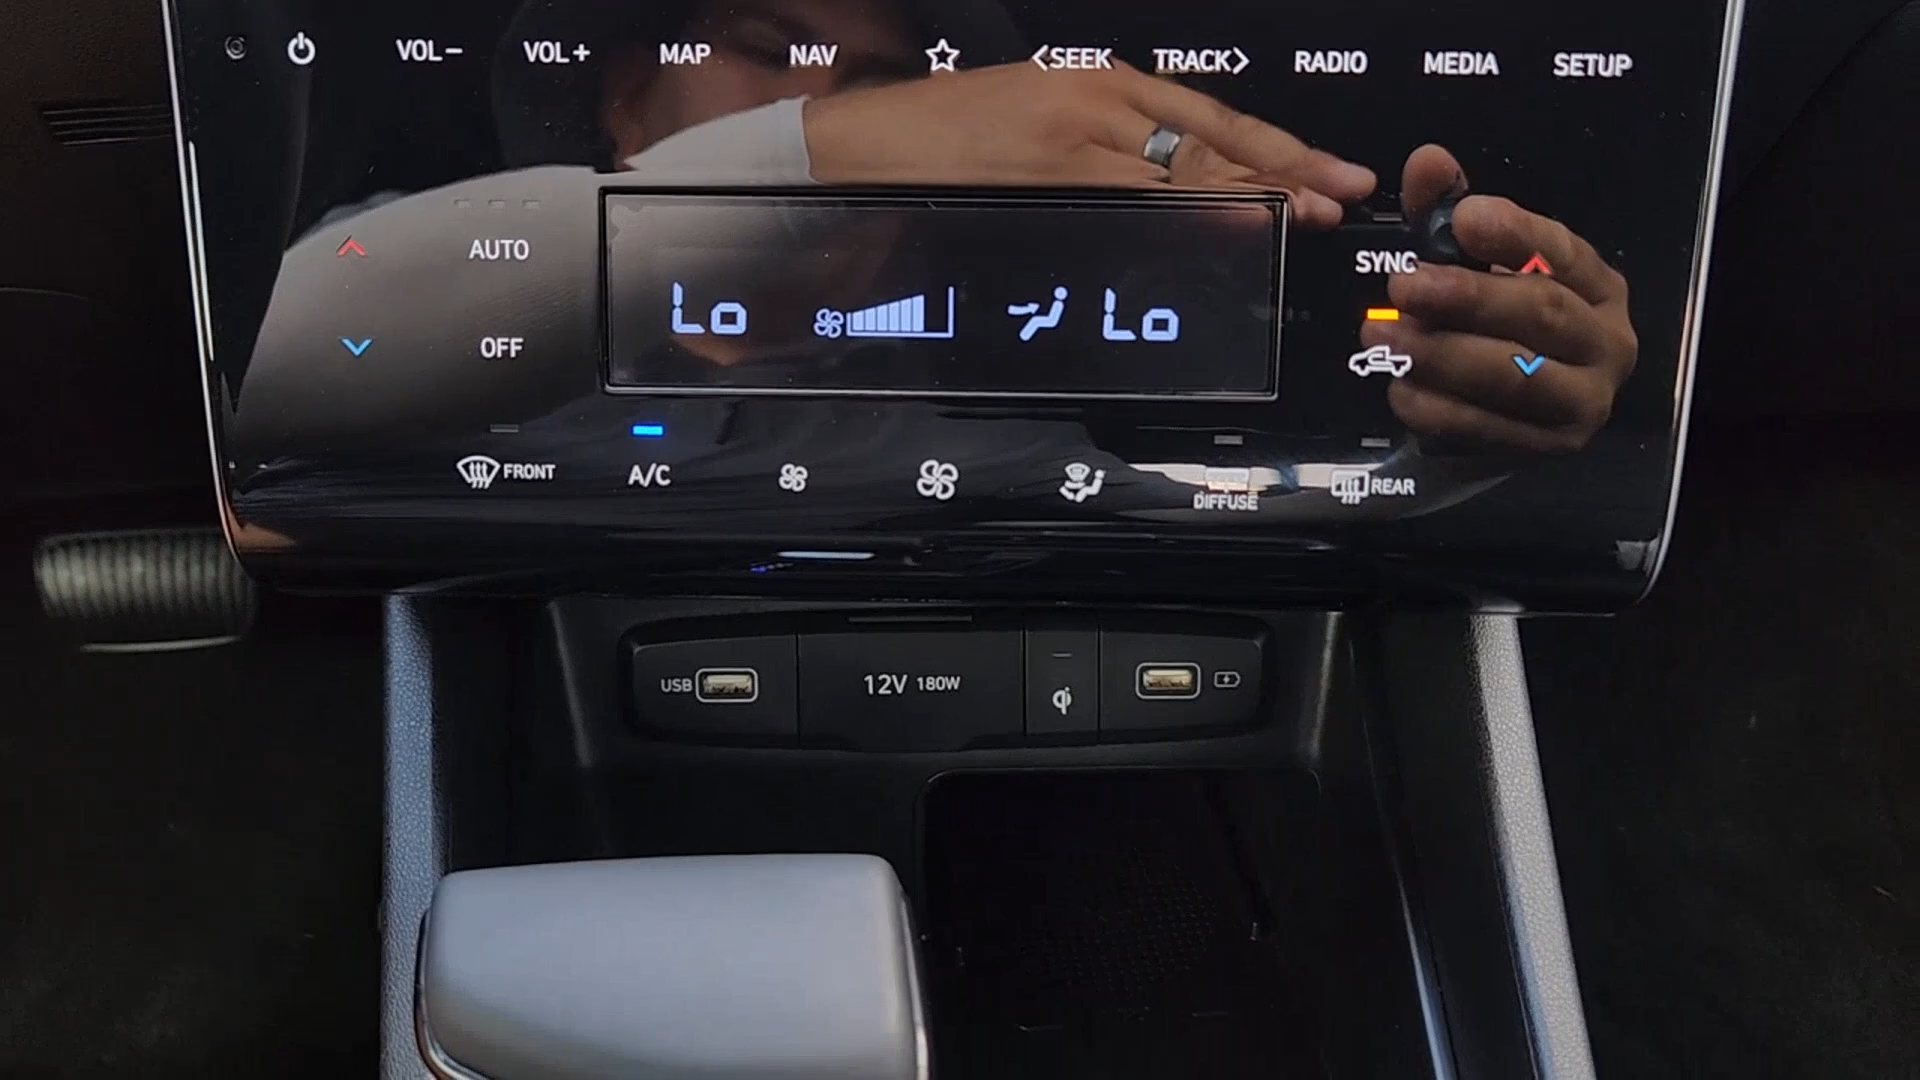 VOL− VOL+ MAP NAV <SEEK TRACK> RADIO MEDIA SETUP
AUTO SYNC
Lo Lo
OFF
FRONT A/C DIFFUSE REAR
USB 12V 180W